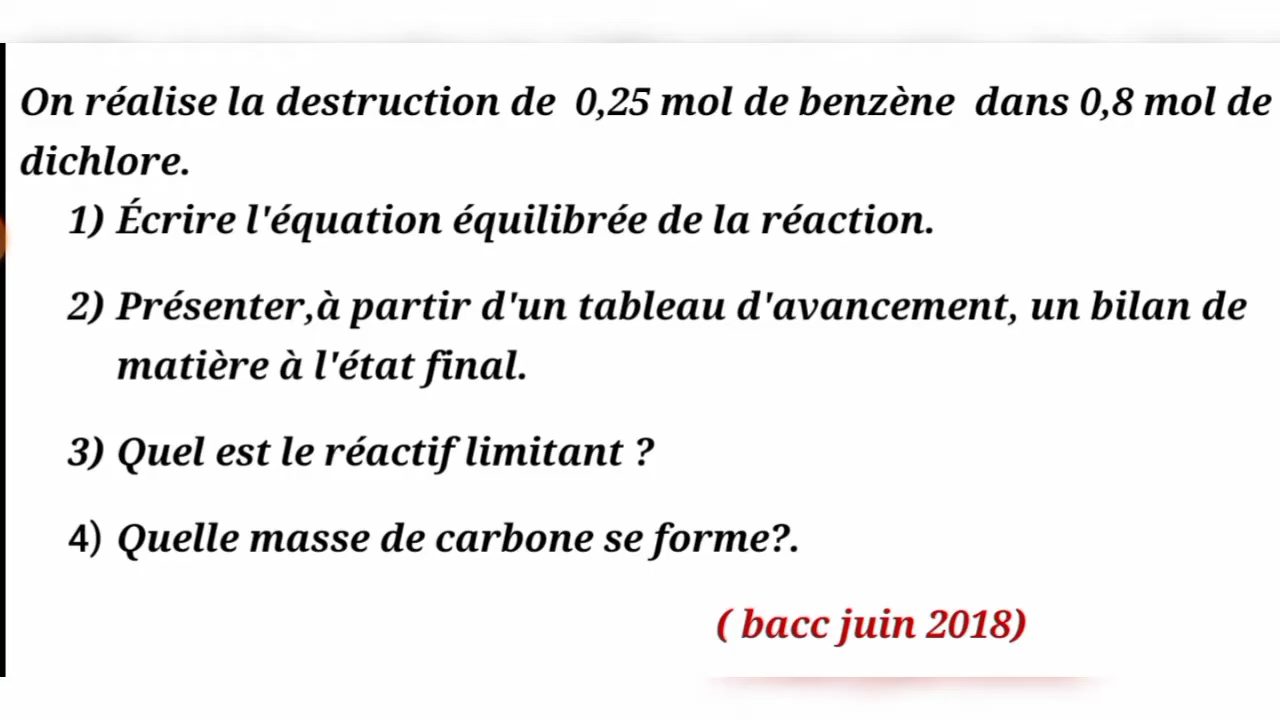 On réalise la destruction de 0,25 mol de benzène dans 0,8 mol de
dichlore.
1) Écrire l'équation équilibrée de la réaction.
2) Présenter,à partir d'un tableau d'avancement, un bilan de
matière à l'état final.
3) Quel est le réactif limitant ?
4) Quelle masse de carbone se forme?.
( bacc juin 2018)